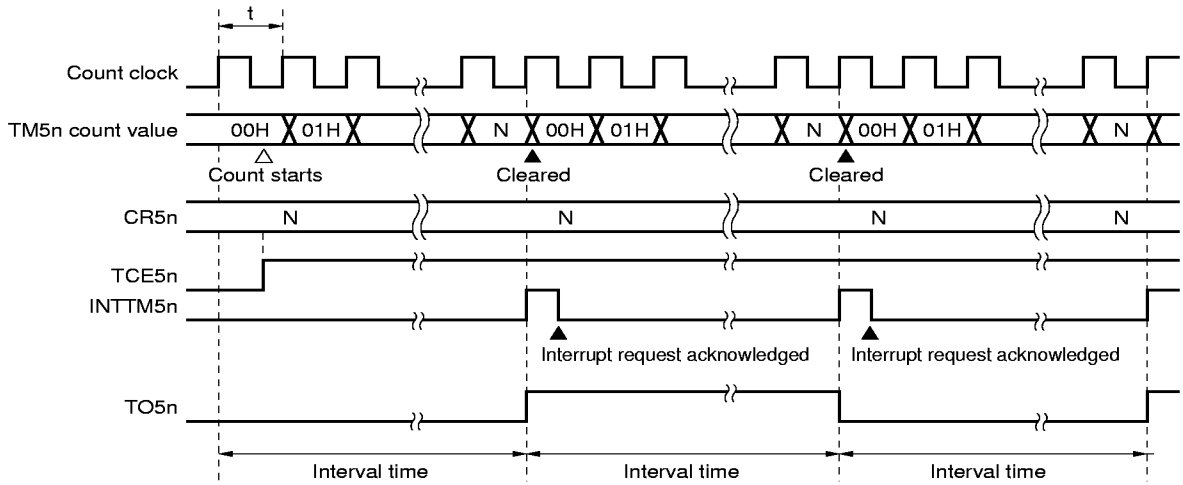 t
Count clock
TM5n count value 00H 01H N 00H 01H N 00H 01H N
Count starts Cleared Cleared
CR5n N N N N
TCE5n
INTTM5n
Interrupt request acknowledged Interrupt request acknowledged
TO5n
Interval time Interval time Interval time